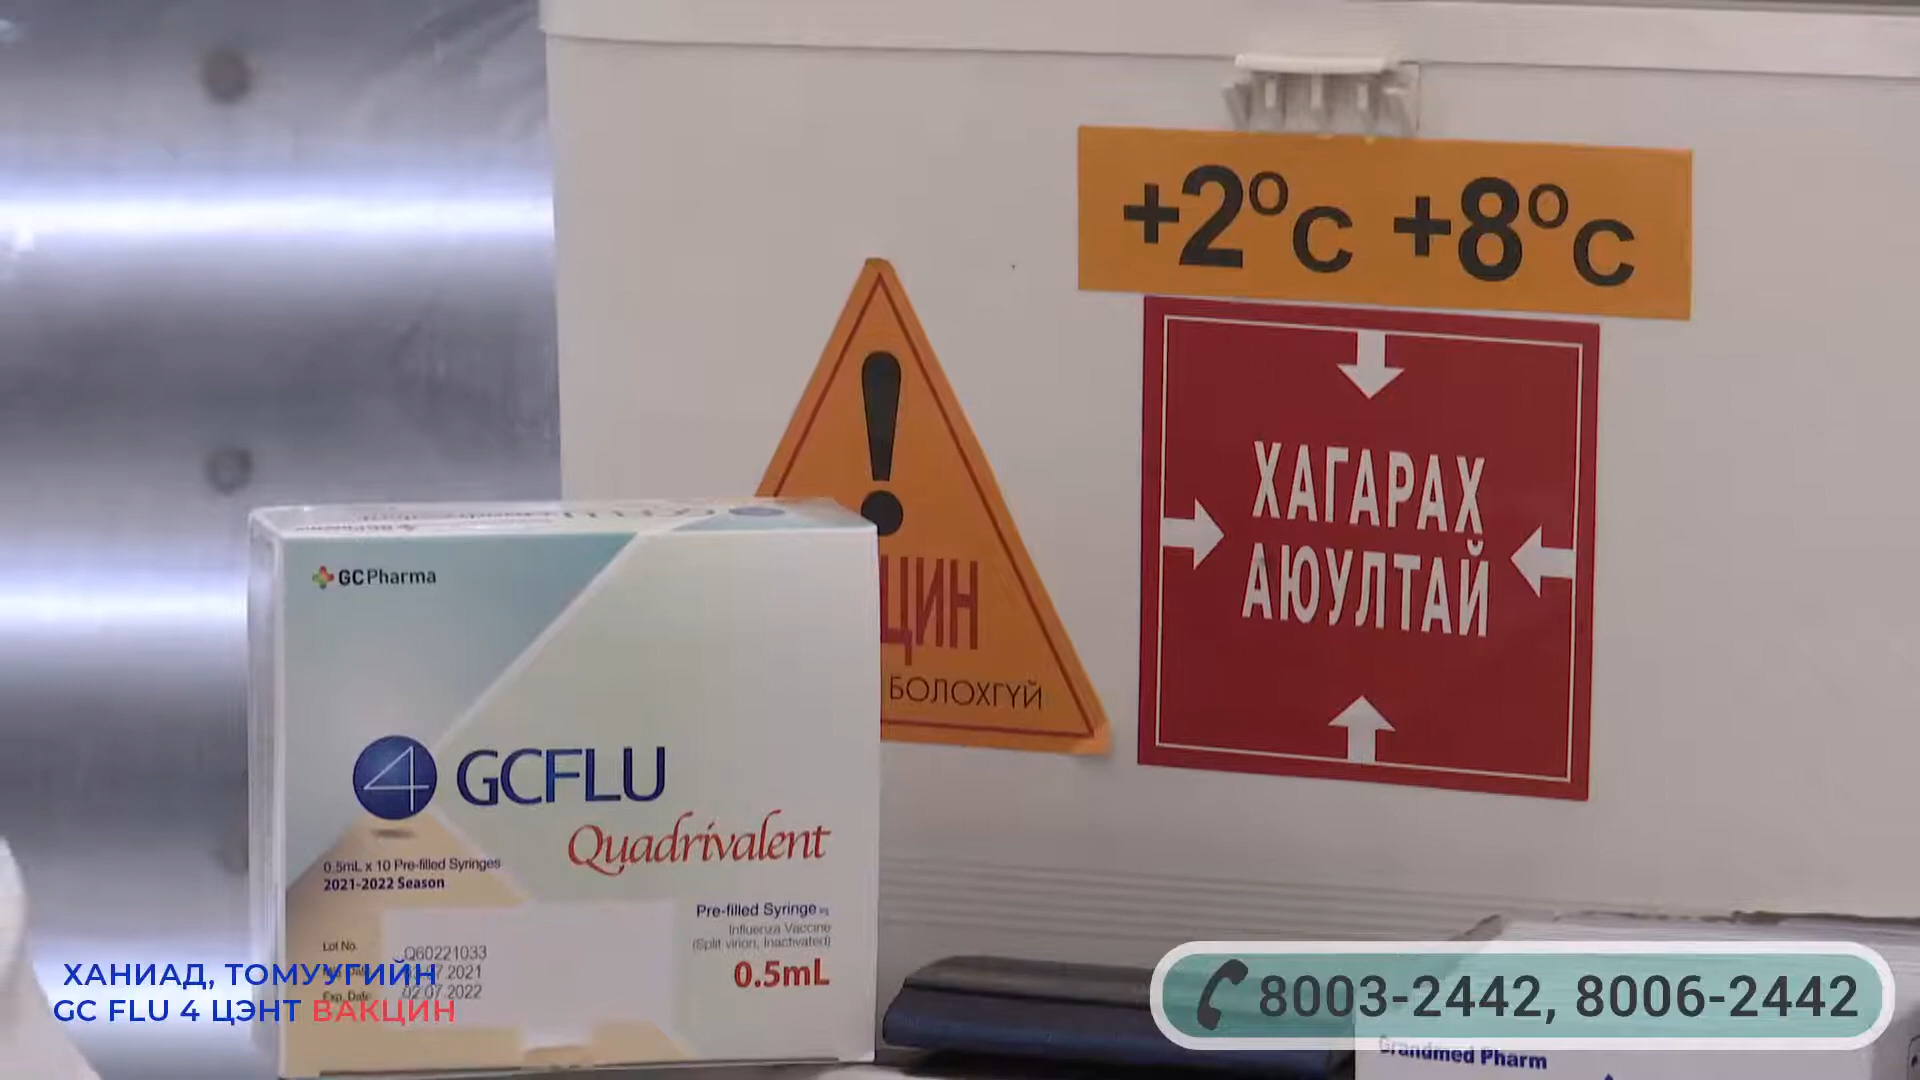 +2°C +8°C
ХАГАРАХ
АЮУЛТАЙ
!
ЦИН
БОЛОХГҮЙ
GCPharma
4 GCFLU
Quadrivalent
0.5mL x 10 Pre-filled Syringes
2021-2022 Season
Pre-filled Syringe
Influenza Vaccine
(Split virion, Inactivated)
0.5mL
Lot No. Q60221033
07 2021
Exp. Date 02 07 2022
ХАНИАД, ТОМУУГИЙН
GC FLU 4 ЦЭНТ ВАКЦИН
8003-2442, 8006-2442
Grandmed Pharm